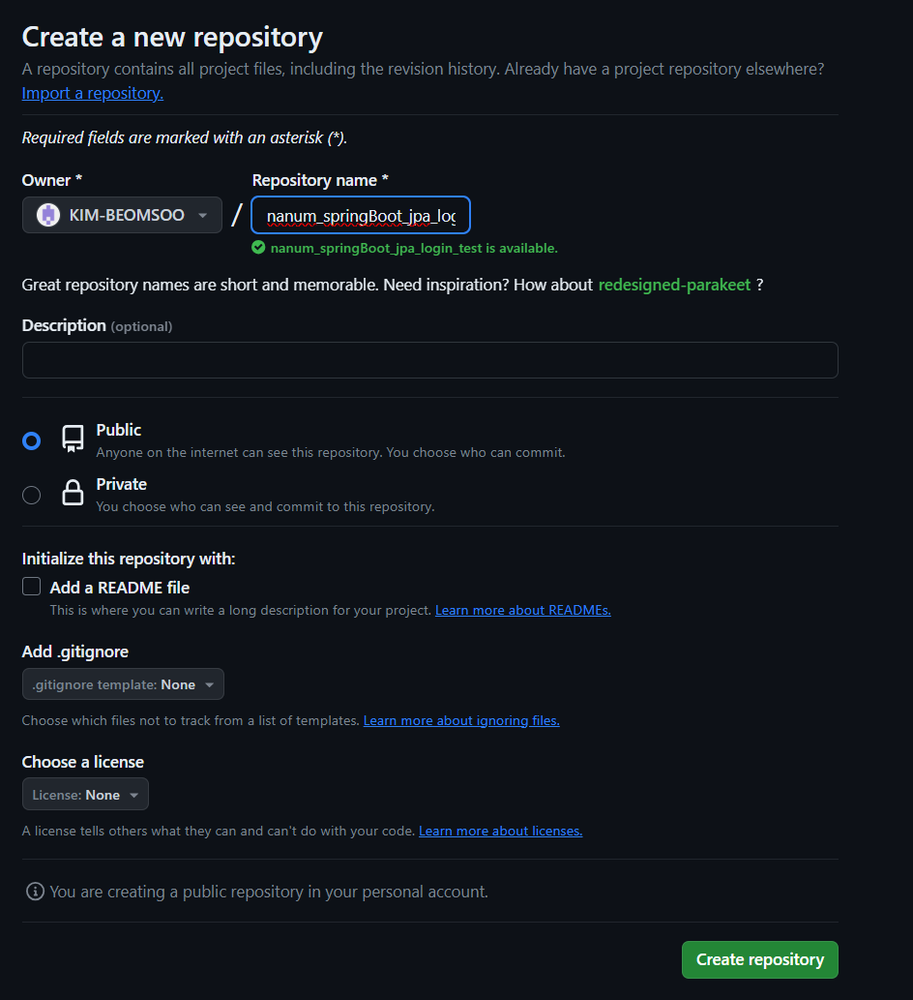 Create a new repository
A repository contains all project files, including the revision history. Already have a project repository elsewhere?
Import a repository.
Required fields are marked with an asterisk (*).
Owner *
Repository name *
KIM-BEOMSOO
/
nanum_springBoot_jpa_log
nanum_springBoot_jpa_login_test is available.
Great repository names are short and memorable. Need inspiration? How about redesigned-parakeet ?
Description (optional)
Public
Anyone on the internet can see this repository. You choose who can commit.
Private
You choose who can see and commit to this repository.
Initialize this repository with:
Add a README file
This is where you can write a long description for your project. Learn more about READMEs.
Add .gitignore
.gitignore template: None
Choose which files not to track from a list of templates. Learn more about ignoring files.
Choose a license
License: None
A license tells others what they can and can't do with your code. Learn more about licenses.
You are creating a public repository in your personal account.
Create repository